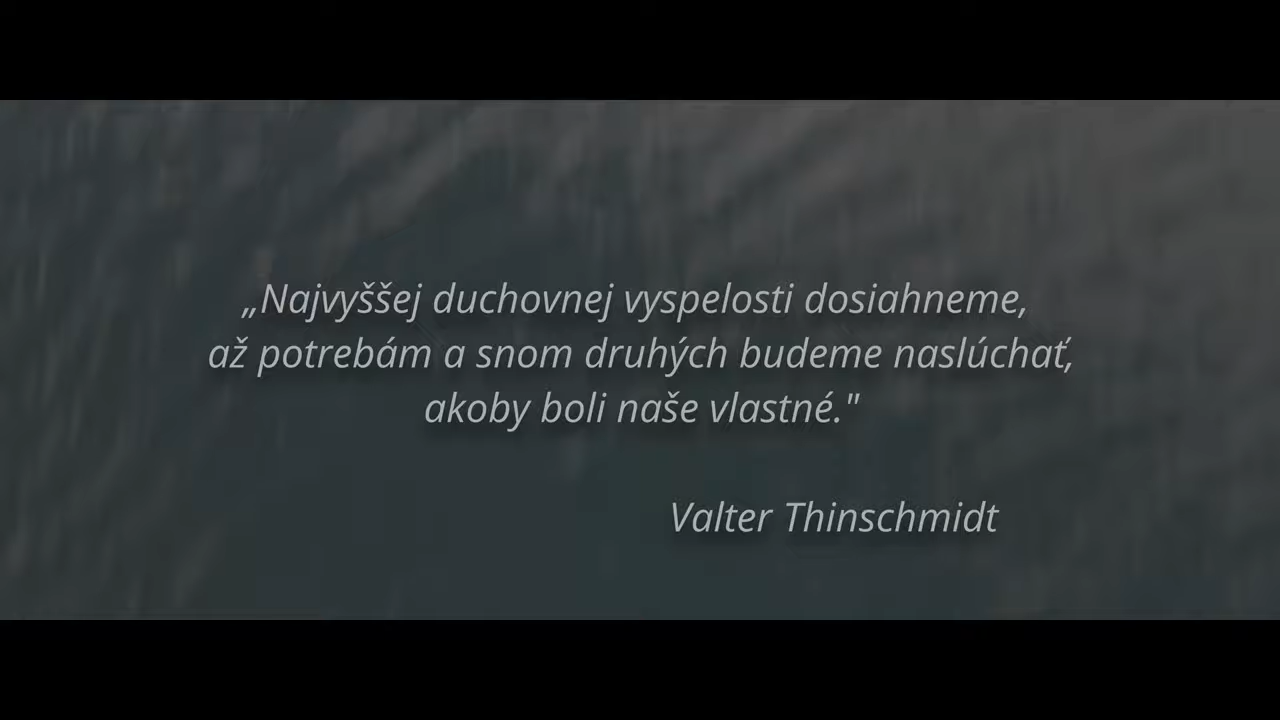 „Najvyššej duchovnej vyspelosti dosiahneme,
až potrebám a snom druhých budeme naslúchať,
akoby boli naše vlastné."
Valter Thinschmidt